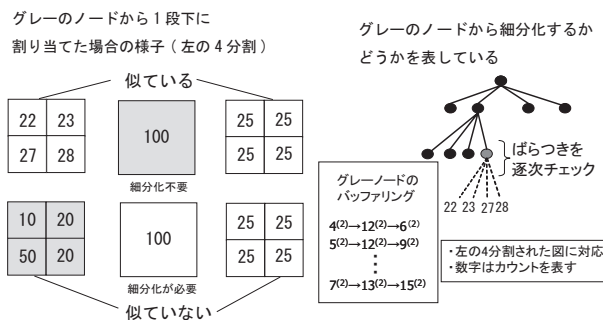 グレーのノードから１段下に
割り当てた場合の様子 ( 左の 4 分割 )
似ている
22 23
27 28
100
25 25
25 25
細分化不要
10 20
50 20
100
25 25
25 25
細分化が必要
似ていない
グレーのノードから細分化するか
どうかを表している
ばらつきを
逐次チェック
22 23 27 28
グレーノードの
バッファリング
4⁽²⁾→12⁽²⁾→6⁽²⁾
5⁽²⁾→12⁽²⁾→9⁽²⁾
⋮
7⁽²⁾→13⁽²⁾→15⁽²⁾
・左の4分割された図に対応
・数字はカウントを表す